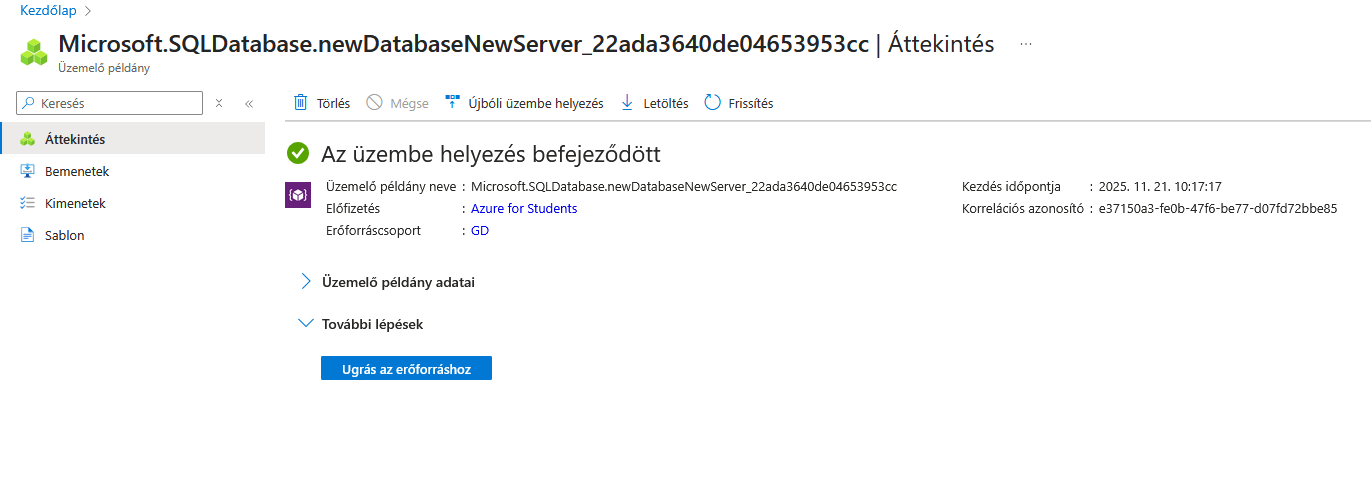 Kezdőlap
Microsoft.SQLDatabase.newDatabaseNewServer_22ada3640de04653953cc | Áttekintés ...
Üzemelő példány
Keresés
Törlés Mégse Újbóli üzembe helyezés Letöltés Frissítés
Áttekintés
Bemenetek
Kimenetek
Sablon
Az üzembe helyezés befejeződött
Üzemelő példány neve : Microsoft.SQLDatabase.newDatabaseNewServer_22ada3640de04653953cc
Előfizetés : Azure for Students
Erőforráscsoport : GD
Kezdés időpontja : 2025. 11. 21. 10:17:17
Korrelációs azonosító : e37150a3-fe0b-47f6-be77-d07fd72bbe85
Üzemelő példány adatai
További lépések
Ugrás az erőforráshoz